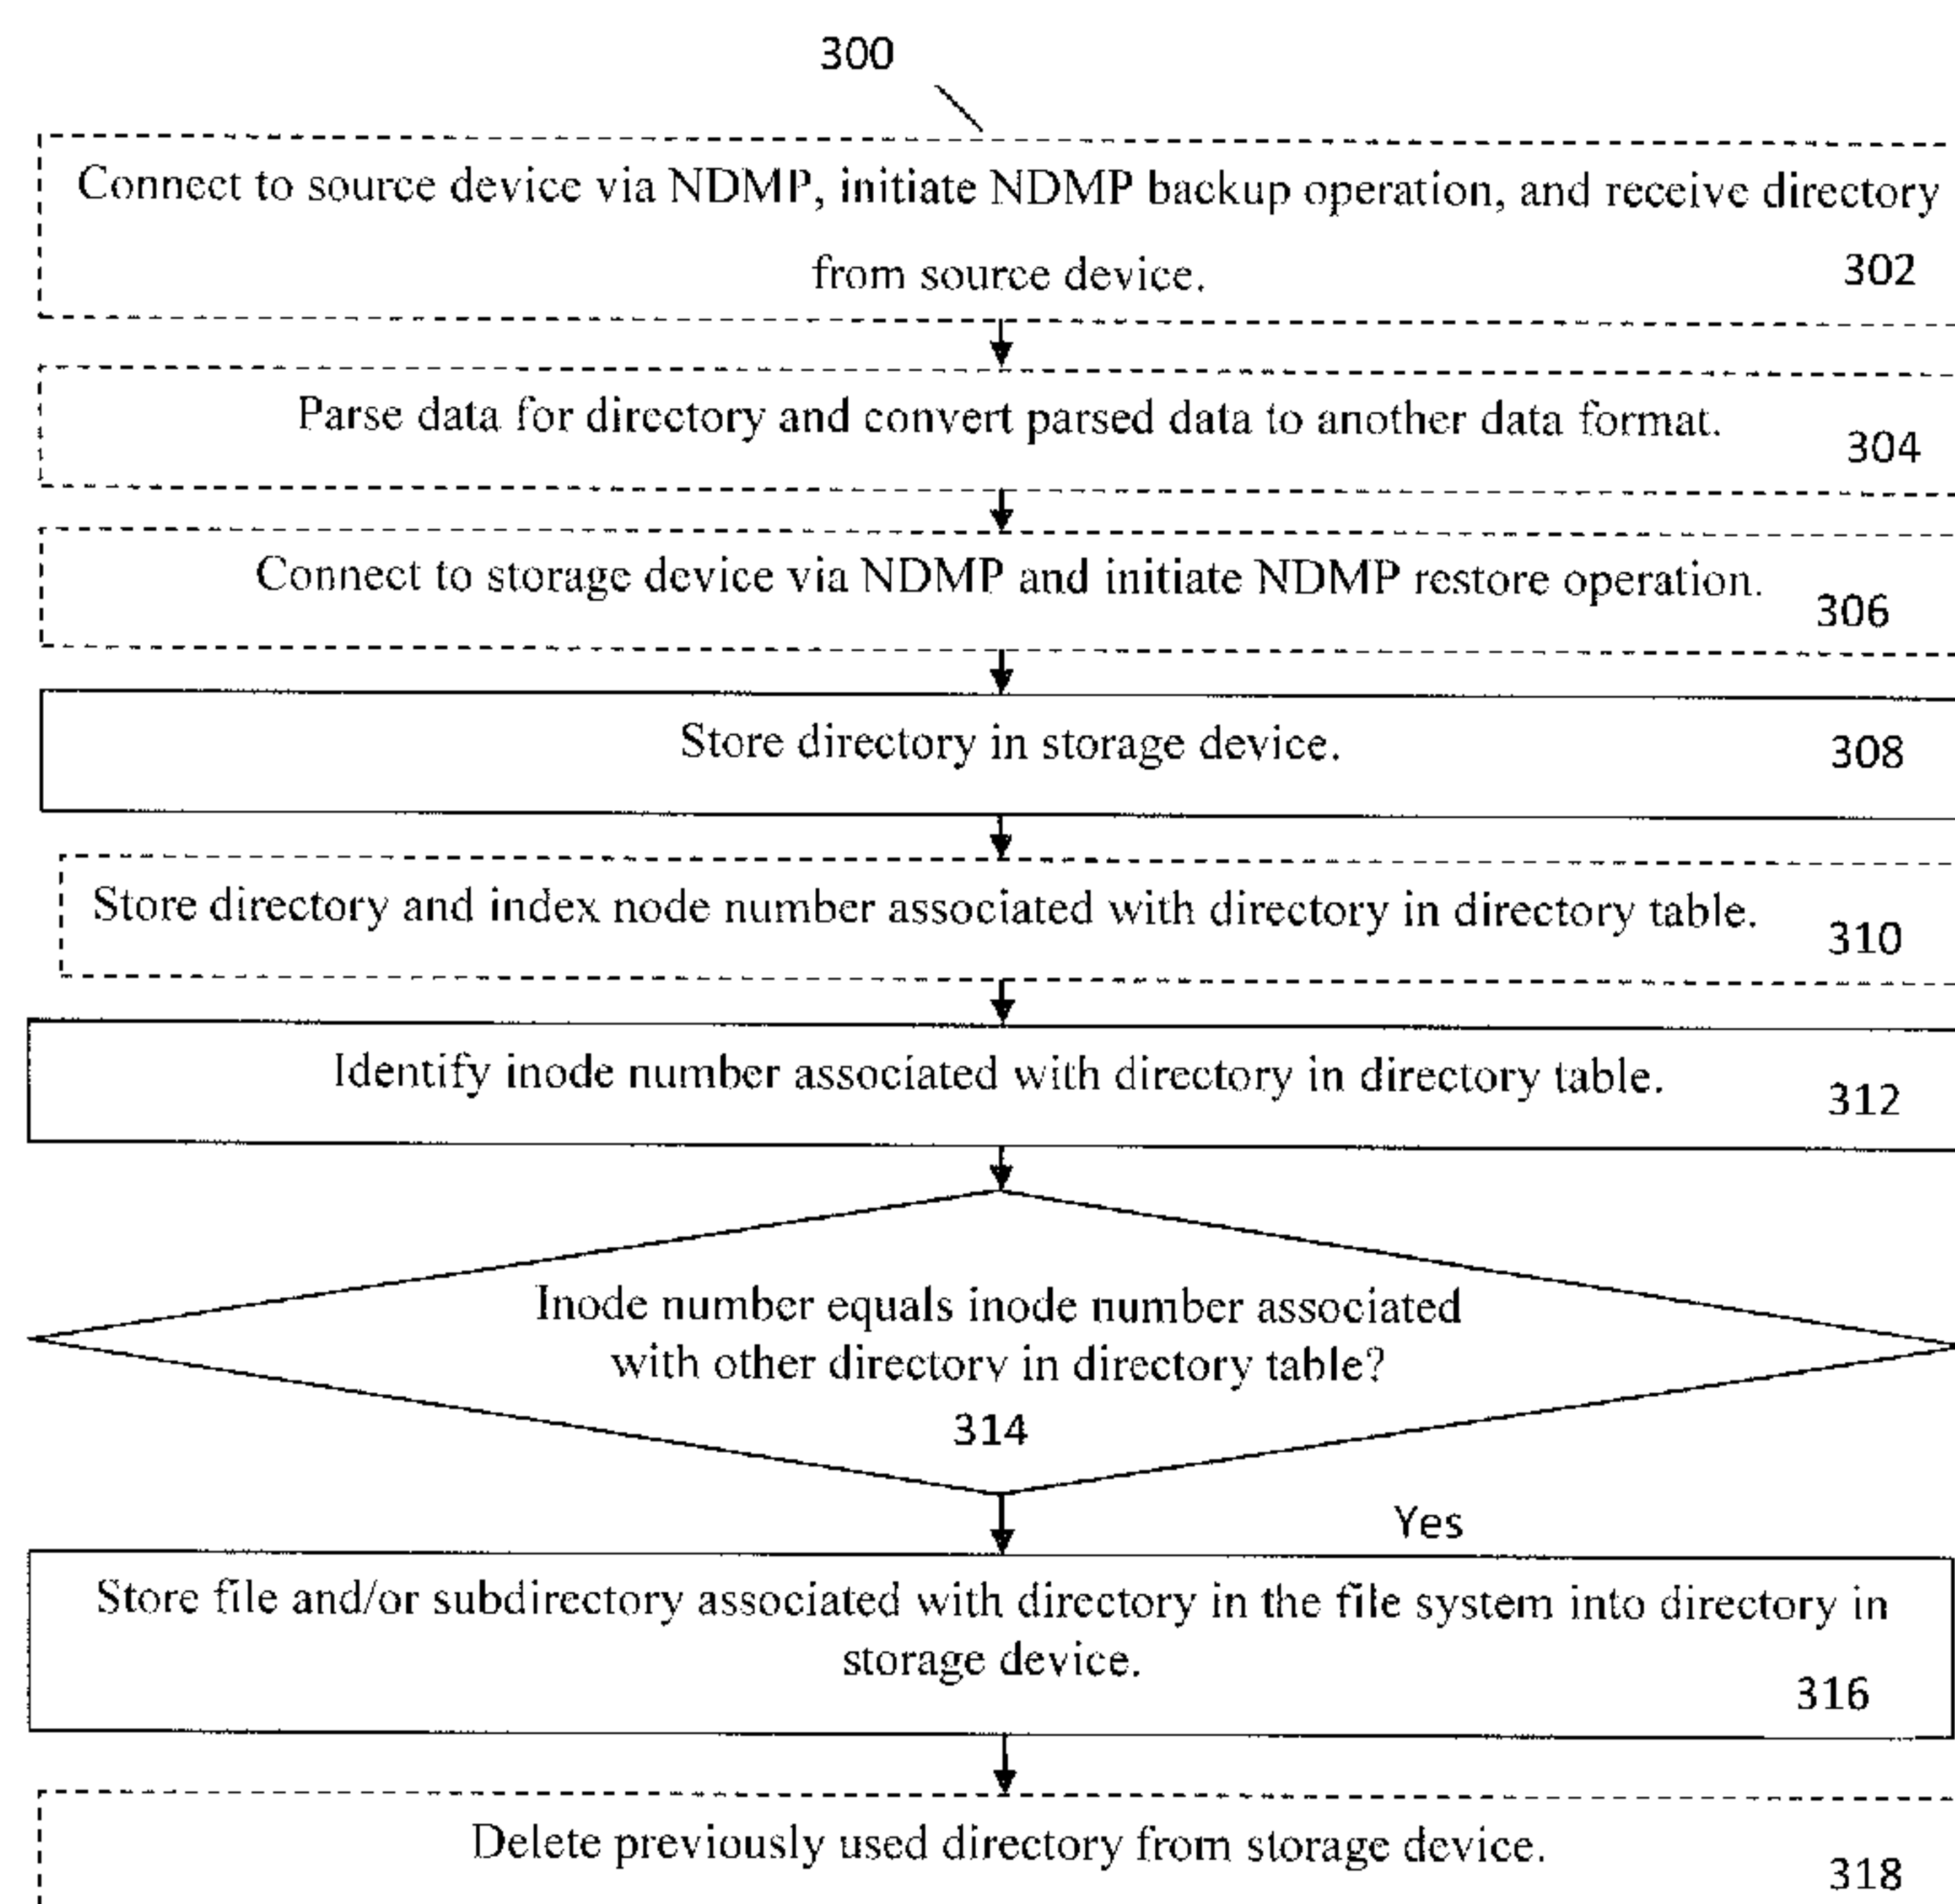 300
Connect to source device via NDMP, initiate NDMP backup operation, and receive directory
from source device.
302
Parse data for directory and convert parsed data to another data format.
304
Connect to storage device via NDMP and initiate NDMP restore operation.
306
Store directory in storage device.
308
Store directory and index node number associated with directory in directory table.
310
Identify inode number associated with directory in directory table.
312
Inode number equals inode number associated
with other directory in directory table?
314
Yes
Store file and/or subdirectory associated with directory in the file system into directory in
storage device.
316
Delete previously used directory from storage device.
318